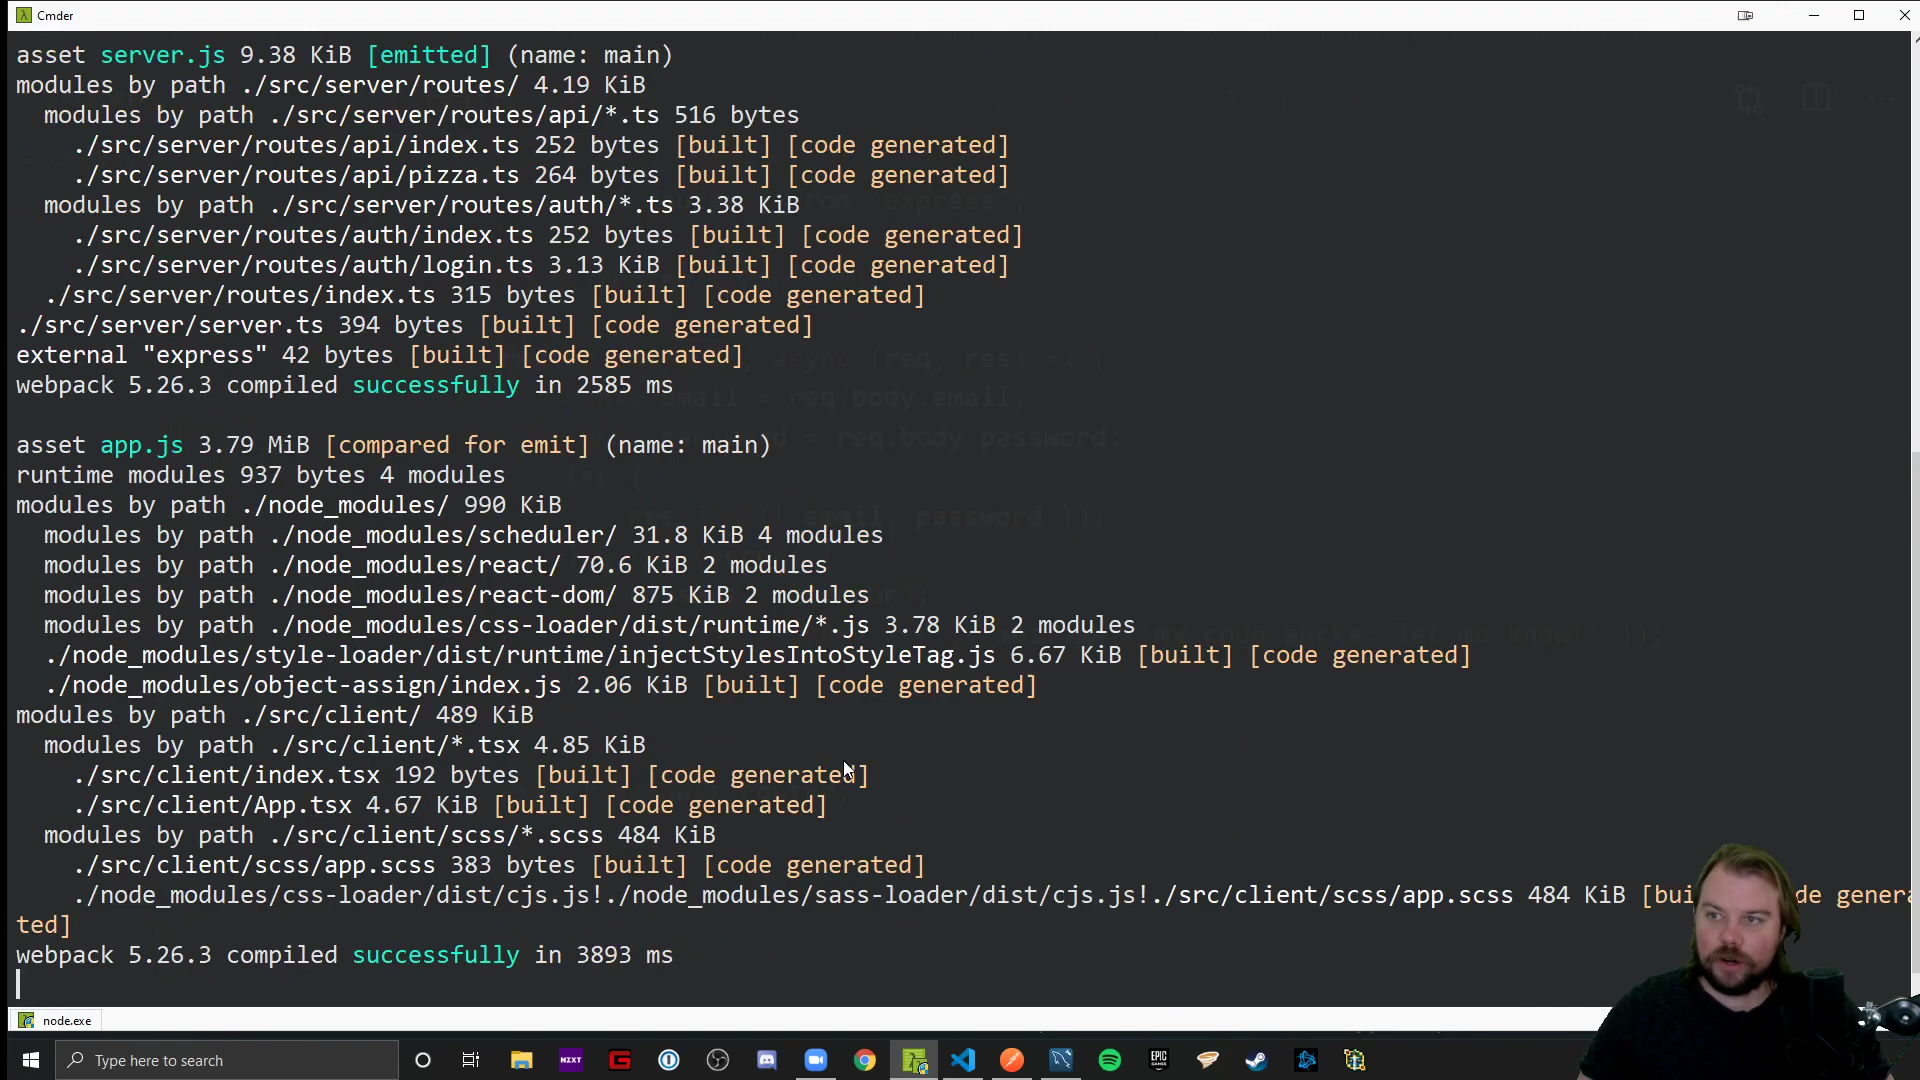 Cmder
asset server.js 9.38 KiB [emitted] (name: main)
modules by path ./src/server/routes/ 4.19 KiB
modules by path ./src/server/routes/api/*.ts 516 bytes
./src/server/routes/api/index.ts 252 bytes [built] [code generated]
./src/server/routes/api/pizza.ts 264 bytes [built] [code generated]
modules by path ./src/server/routes/auth/*.ts 3.38 KiB
./src/server/routes/auth/index.ts 252 bytes [built] [code generated]
./src/server/routes/auth/login.ts 3.13 KiB [built] [code generated]
./src/server/routes/index.ts 315 bytes [built] [code generated]
./src/server/server.ts 394 bytes [built] [code generated]
external "express" 42 bytes [built] [code generated]
webpack 5.26.3 compiled successfully in 2585 ms
asset app.js 3.79 MiB [compared for emit] (name: main)
runtime modules 937 bytes 4 modules
modules by path ./node_modules/ 990 KiB
modules by path ./node_modules/scheduler/ 31.8 KiB 4 modules
modules by path ./node_modules/react/ 70.6 KiB 2 modules
modules by path ./node_modules/react-dom/ 875 KiB 2 modules
modules by path ./node_modules/css-loader/dist/runtime/*.js 3.78 KiB 2 modules
./node_modules/style-loader/dist/runtime/injectStylesIntoStyleTag.js 6.67 KiB [built] [code generated]
./node_modules/object-assign/index.js 2.06 KiB [built] [code generated]
modules by path ./src/client/ 489 KiB
modules by path ./src/client/*.tsx 4.85 KiB
./src/client/index.tsx 192 bytes [built] [code generated]
./src/client/App.tsx 4.67 KiB [built] [code generated]
modules by path ./src/client/scss/*.scss 484 KiB
./src/client/scss/app.scss 383 bytes [built] [code generated]
./node_modules/css-loader/dist/cjs.js!./node_modules/sass-loader/dist/cjs.js!./src/client/scss/app.scss 484 KiB [bui de genera
ted]
webpack 5.26.3 compiled successfully in 3893 ms
node.exe
Type here to search
NZXT
EPIC
GAMES